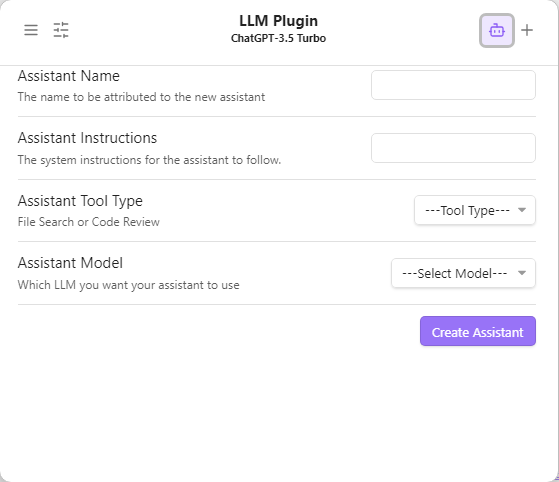 LLM Plugin
ChatGPT-3.5 Turbo
Assistant Name
The name to be attributed to the new assistant
Assistant Instructions
The system instructions for the assistant to follow.
Assistant Tool Type
File Search or Code Review
---Tool Type---
Assistant Model
Which LLM you want your assistant to use
---Select Model---
Create Assistant